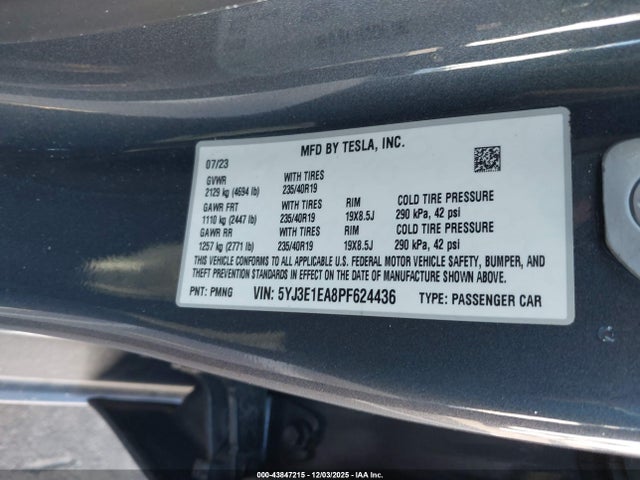 MFD BY TESLA, INC.
07/23
GVWR WITH TIRES
2129 kg (4694 lb) 235/40R19
GAWR FRT WITH TIRES RIM COLD TIRE PRESSURE
1110 kg (2447 lb) 235/40R19 19X8.5J 290 kPa, 42 psi
GAWR RR WITH TIRES RIM COLD TIRE PRESSURE
1257 kg (2771 lb) 235/40R19 19X8.5J 290 kPa, 42 psi
THIS VEHICLE CONFORMS TO ALL APPLICABLE U.S. FEDERAL MOTOR VEHICLE SAFETY, BUMPER, AND
THEFT PREVENTION STANDARDS IN EFFECT ON THE DATE OF MANUFACTURE SHOWN ABOVE.
PNT: PMNG VIN: 5YJ3E1EA8PF624436 TYPE: PASSENGER CAR
000-43847215 - 12/03/2025 - IAA Inc.